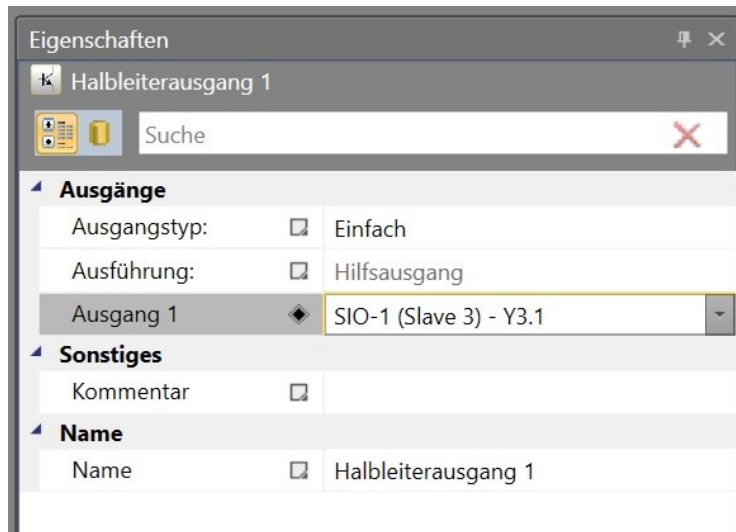 Eigenschaften
Halbleiterausgang 1
Suche
Ausgänge
Ausgangstyp: Einfach
Ausführung: Hilfsausgang
Ausgang 1 SIO-1 (Slave 3) - Y3.1
Sonstiges
Kommentar
Name
Name Halbleiterausgang 1